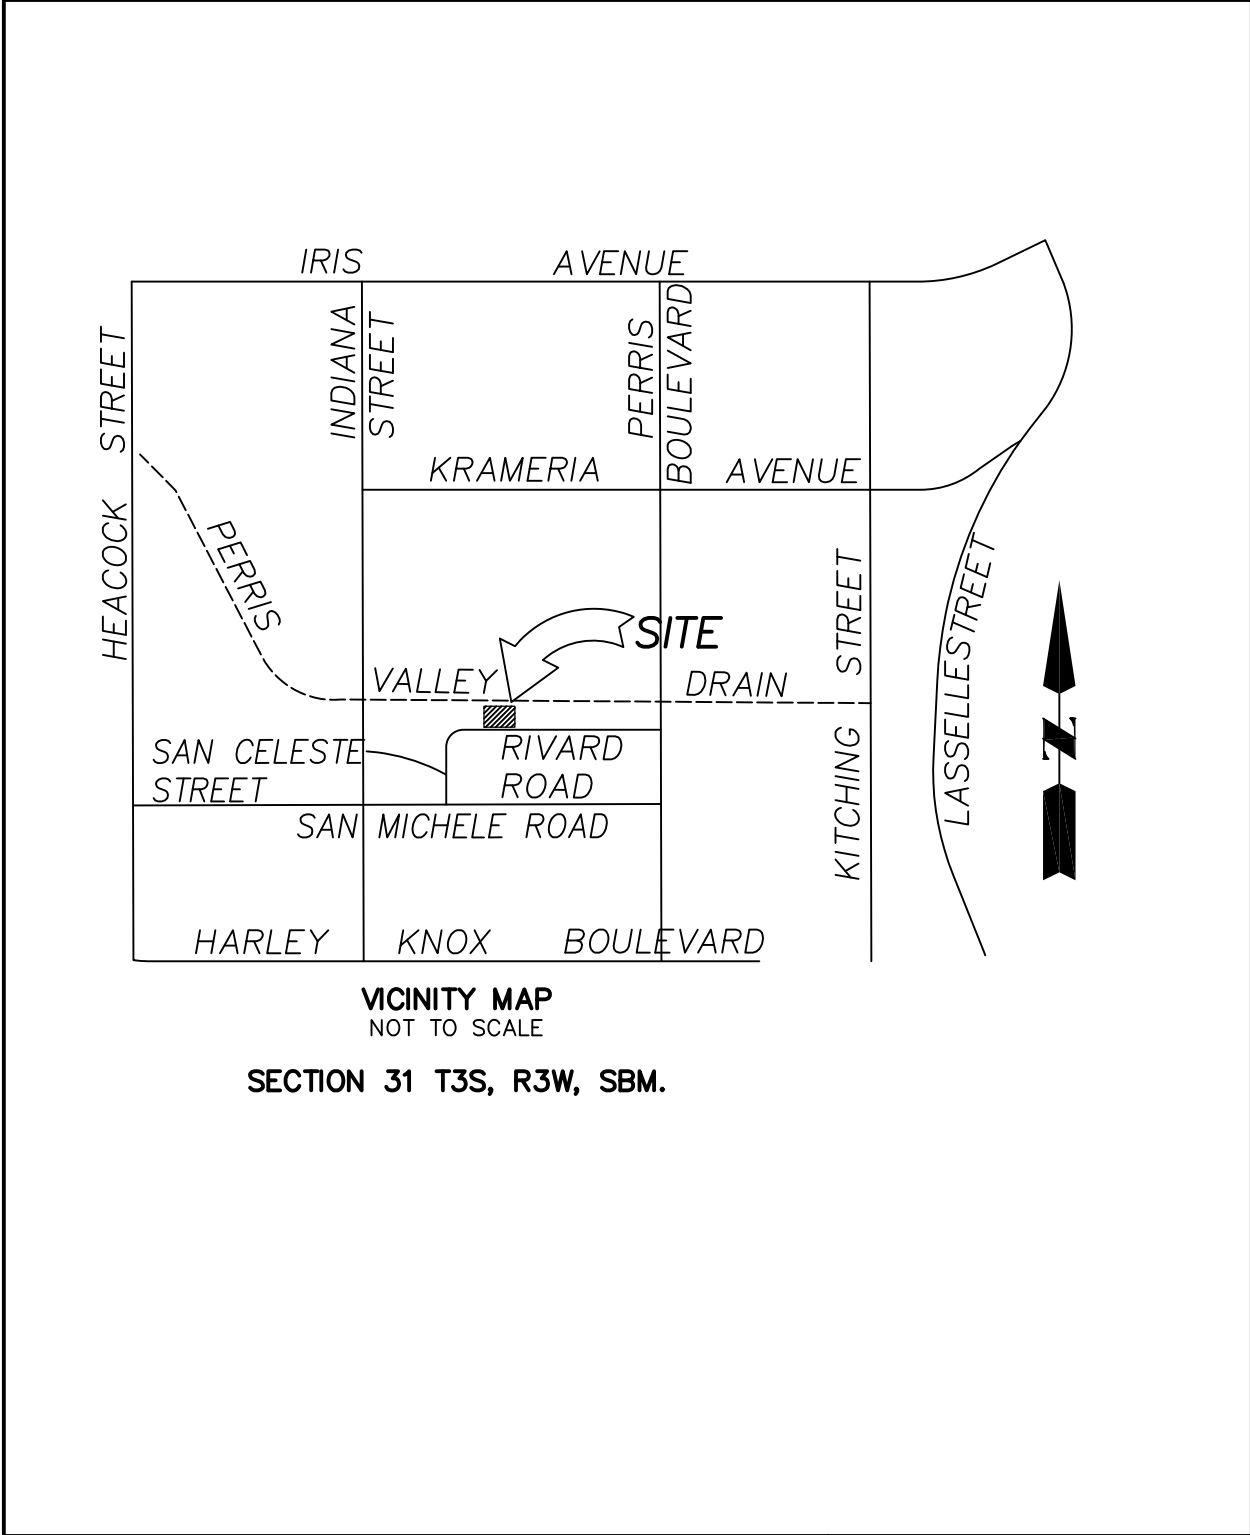 IRIS AVENUE
HEACOCK STREET
INDIANA
STREET
PERRIS
BOULEVARD
KRAMERIA AVENUE
PERRIS VALLEY DRAIN
SITE
KITCHING STREET
LASSELLESTREET
N
SAN CELESTE
STREET
RIVARD
ROAD
SAN MICHELE ROAD
HARLEY KNOX BOULEVARD
VICINITY MAP
NOT TO SCALE
SECTION 31 T3S, R3W, SBM.